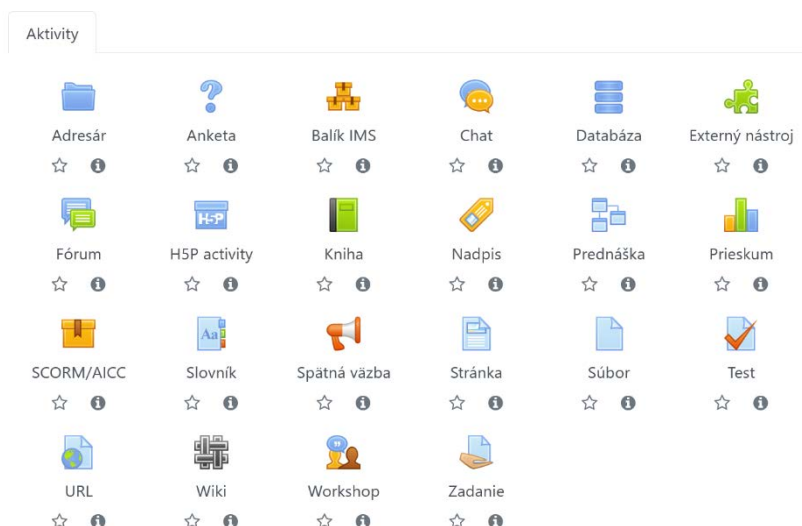 Aktivity
Adresár Anketa Balík IMS Chat Databáza Externý nástroj
H-P
Fórum H5P activity Kniha Nadpis Prednáška Prieskum
Aa
SCORM/AICC Slovník Spätná väzba Stránka Súbor Test
URL Wiki Workshop Zadanie